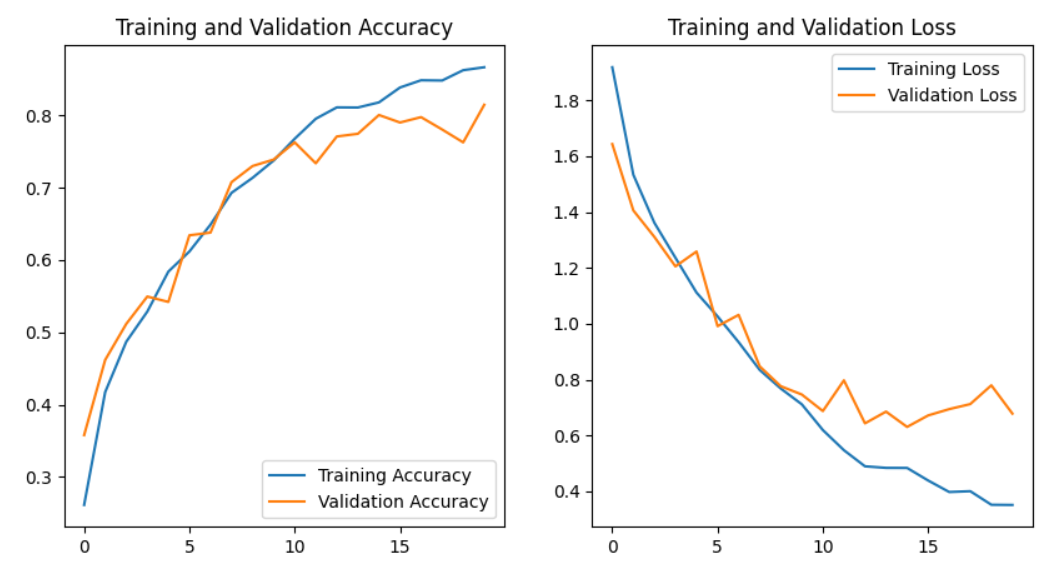 Training and Validation Accuracy
0.8
0.7
0.6
0.5
0.4
0.3
Training Accuracy
Validation Accuracy
0 5 10 15
Training and Validation Loss
Training Loss
Validation Loss
1.8
1.6
1.4
1.2
1.0
0.8
0.6
0.4
0 5 10 15